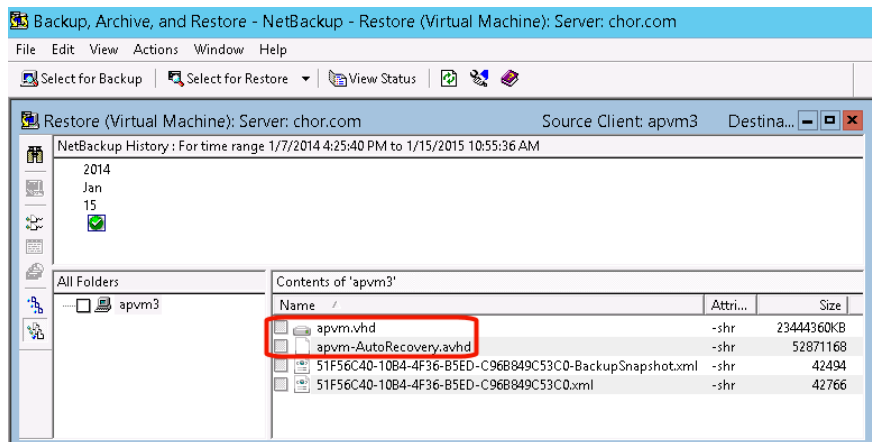 Backup, Archive, and Restore - NetBackup - Restore (Virtual Machine): Server: chor.com
File Edit View Actions Window Help
Select for Backup Select for Restore View Status
Restore (Virtual Machine): Server: chor.com Source Client: apvm3 Destina...
NetBackup History : For time range 1/7/2014 4:25:40 PM to 1/15/2015 10:55:36 AM
2014
Jan
15
All Folders
apvm3
Contents of 'apvm3'
Name Attri... Size
apvm.vhd -shr 23444360KB
apvm-AutoRecovery.avhd -shr 52871168
51F56C40-10B4-4F36-B5ED-C96B849C53C0-BackupSnapshot.xml -shr 42494
51F56C40-10B4-4F36-B5ED-C96B849C53C0.xml -shr 42766